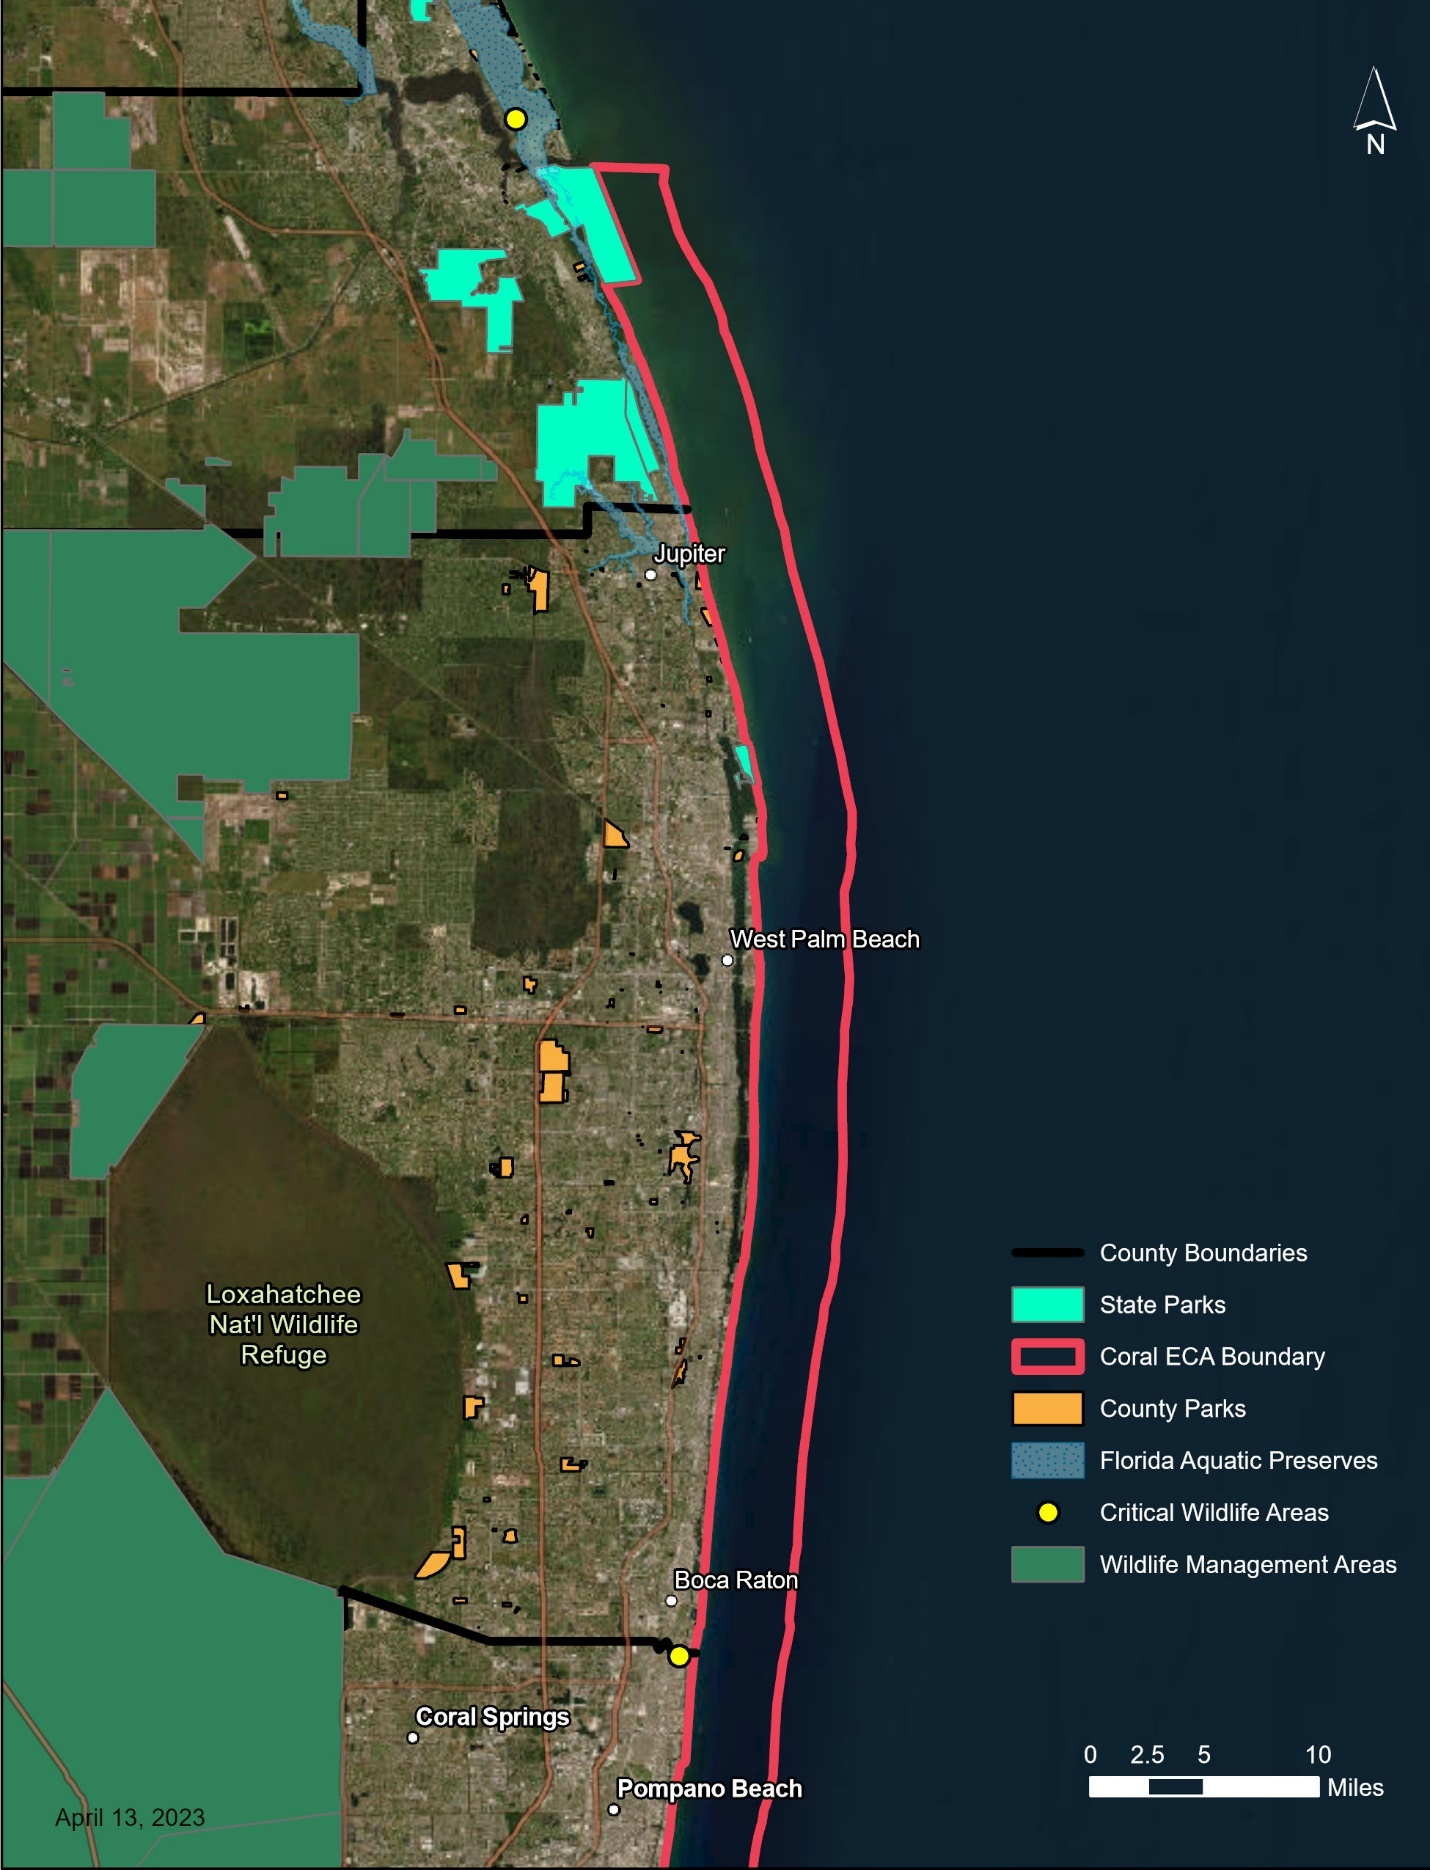 N
Jupiter
West Palm Beach
Loxahatchee
Nat'l Wildlife
Refuge
County Boundaries
State Parks
Coral ECA Boundary
County Parks
Florida Aquatic Preserves
Critical Wildlife Areas
Wildlife Management Areas
Boca Raton
Coral Springs
Pompano Beach
0 2.5 5 10
Miles
April 13, 2023